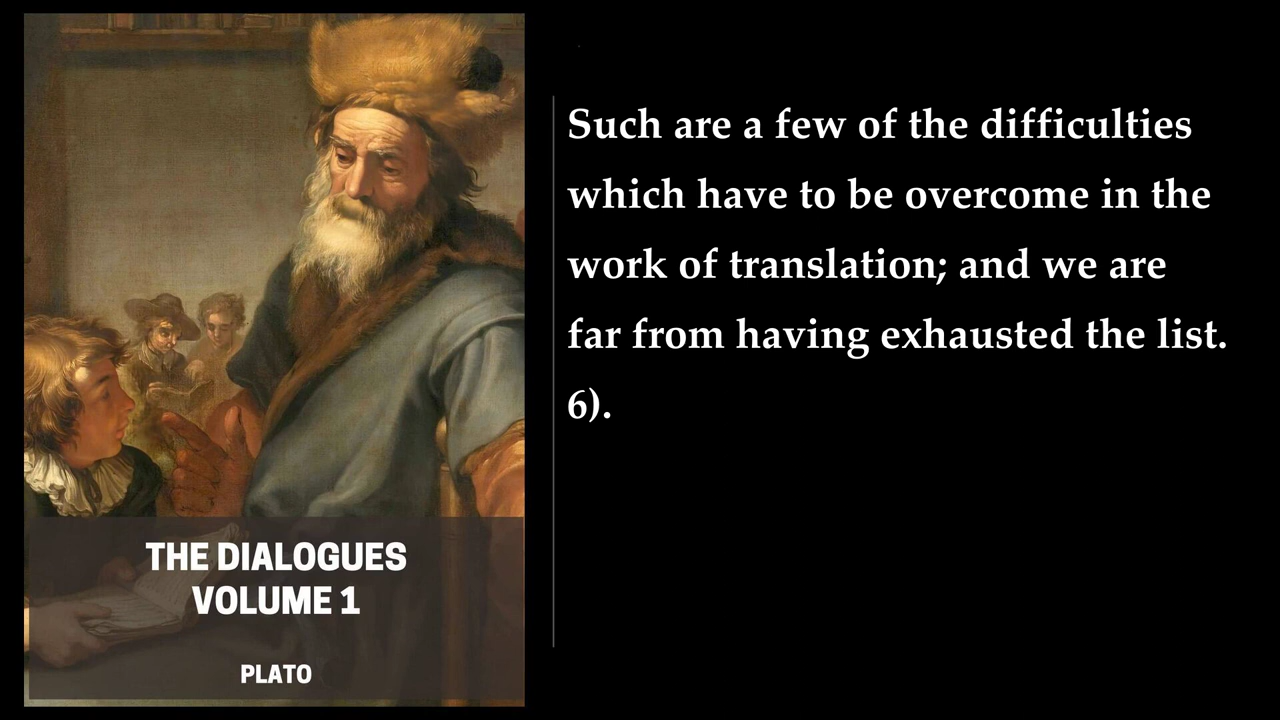 Such are a few of the difficulties
which have to be overcome in the
work of translation; and we are
far from having exhausted the list.
6).
THE DIALOGUES
VOLUME 1
PLATO